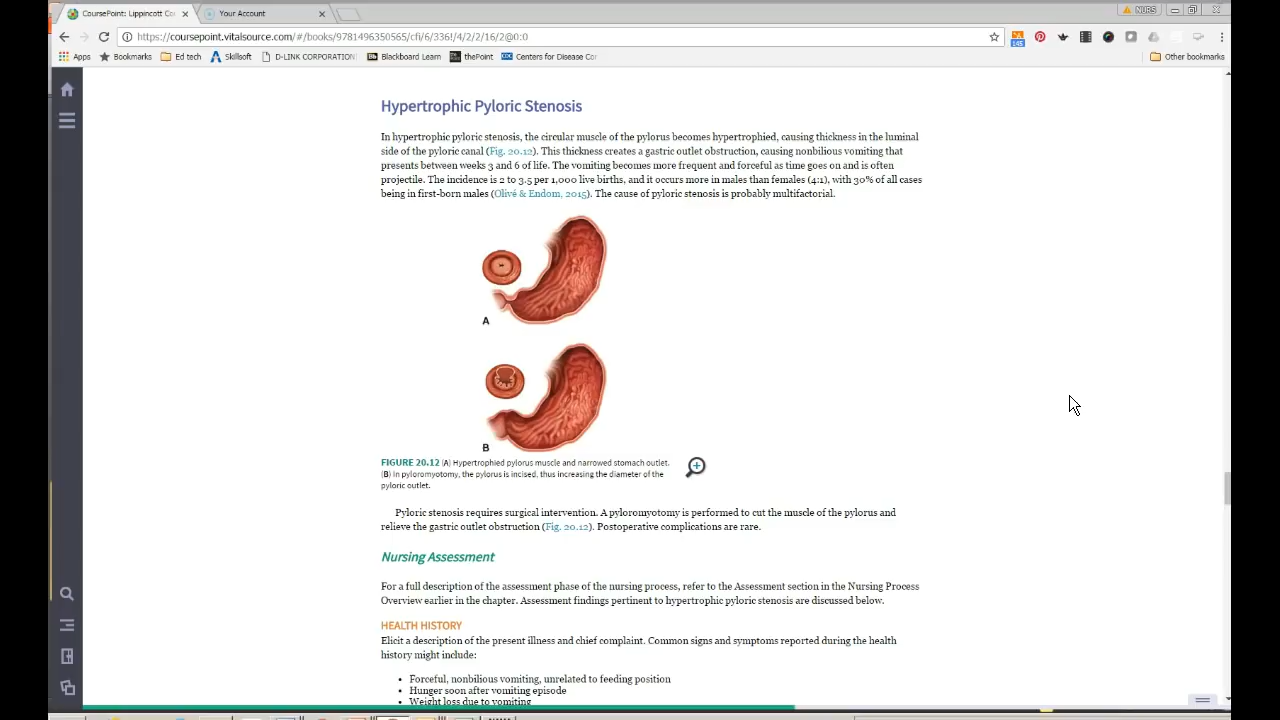 CoursePoint: Lippincott Co
Your Account
NURS
https://coursepoint.vitalsource.com/#/books/9781496350565/cfi/6/336!/4/2/2/16/2@0:0
145
Apps Bookmarks Ed tech Skillsoft D-LINK CORPORATION Blackboard Learn thePoint Centers for Disease Con Other bookmarks
Hypertrophic Pyloric Stenosis
In hypertrophic pyloric stenosis, the circular muscle of the pylorus becomes hypertrophied, causing thickness in the luminal
side of the pyloric canal (Fig. 20.12). This thickness creates a gastric outlet obstruction, causing nonbilious vomiting that
presents between weeks 3 and 6 of life. The vomiting becomes more frequent and forceful as time goes on and is often
projectile. The incidence is 2 to 3.5 per 1,000 live births, and it occurs more in males than females (4:1), with 30% of all cases
being in first-born males (Olivé & Endom, 2015). The cause of pyloric stenosis is probably multifactorial.
A
B
FIGURE 20.12 (A) Hypertrophied pylorus muscle and narrowed stomach outlet.
(B) In pyloromyotomy, the pylorus is incised, thus increasing the diameter of the
pyloric outlet.
Pyloric stenosis requires surgical intervention. A pyloromyotomy is performed to cut the muscle of the pylorus and
relieve the gastric outlet obstruction (Fig. 20.12). Postoperative complications are rare.
Nursing Assessment
For a full description of the assessment phase of the nursing process, refer to the Assessment section in the Nursing Process
Overview earlier in the chapter. Assessment findings pertinent to hypertrophic pyloric stenosis are discussed below.
HEALTH HISTORY
Elicit a description of the present illness and chief complaint. Common signs and symptoms reported during the health
history might include:
• Forceful, nonbilious vomiting, unrelated to feeding position
• Hunger soon after vomiting episode
• Weight loss due to vomiting